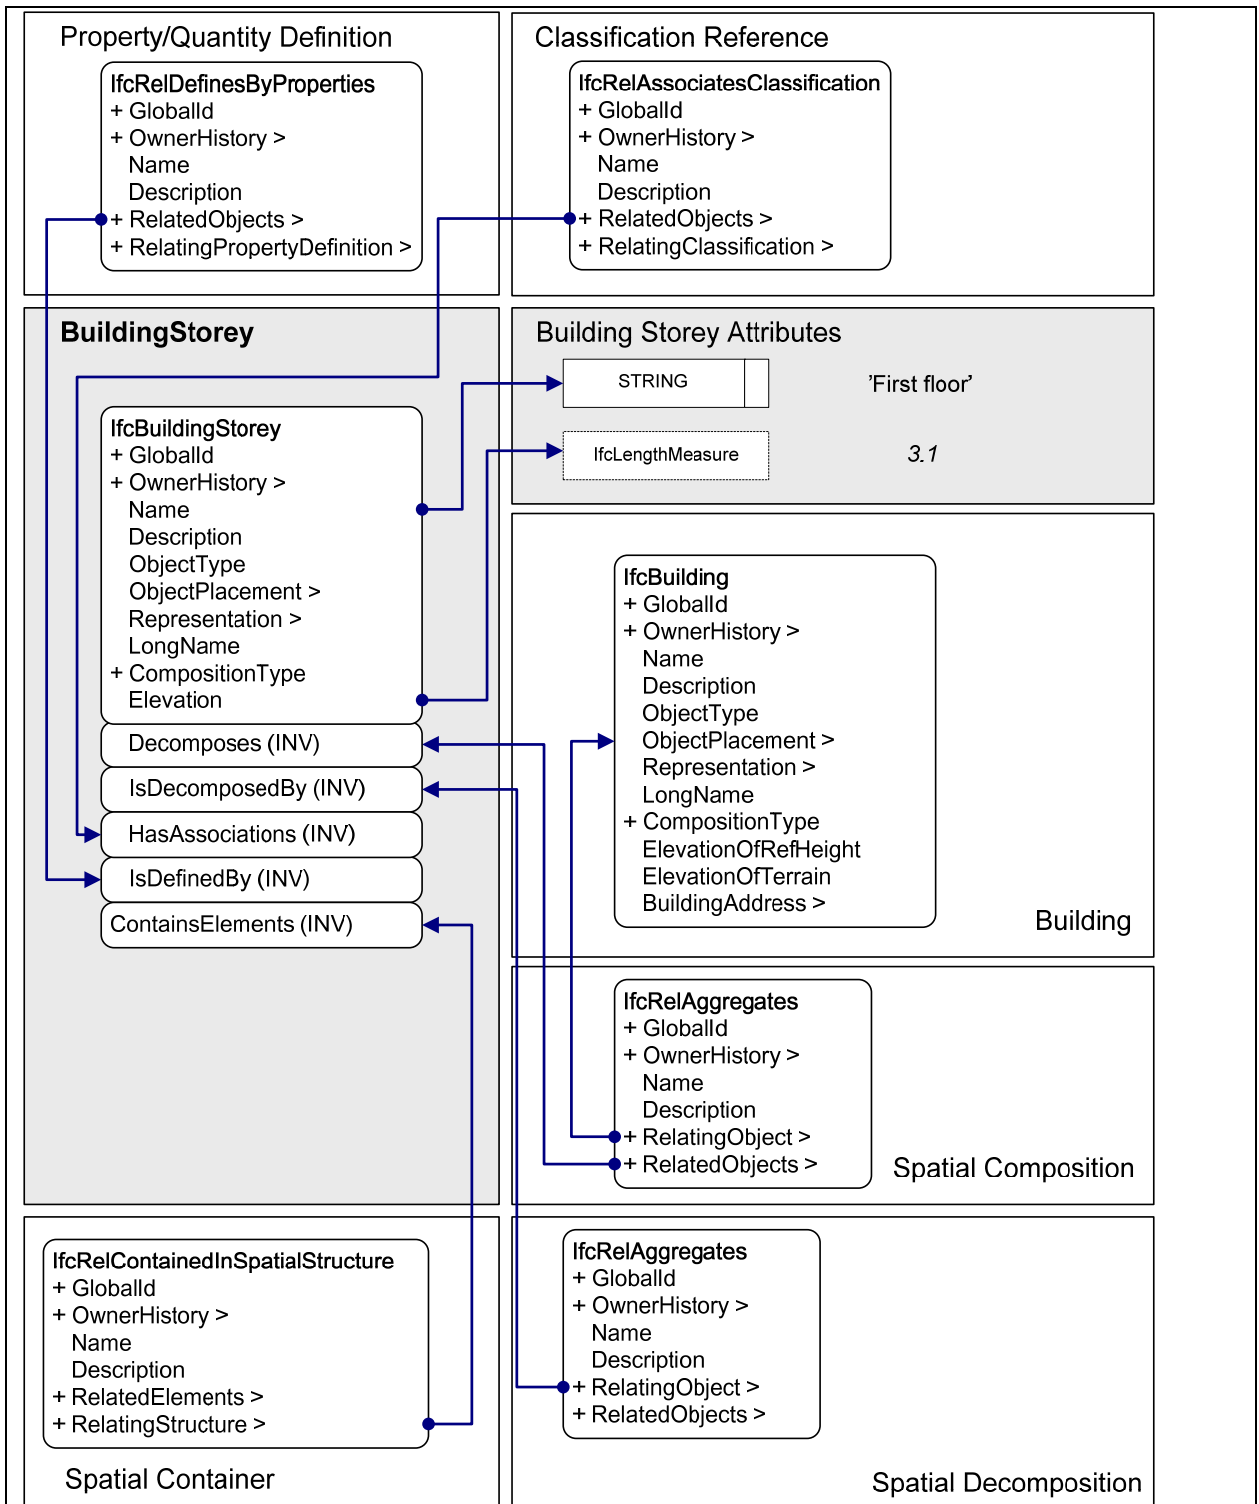 Property/Quantity Definition
IfcRelDefinesByProperties
+ GlobalId
+ OwnerHistory >
Name
Description
+ RelatedObjects >
+ RelatingPropertyDefinition >
Classification Reference
IfcRelAssociatesClassification
+ GlobalId
+ OwnerHistory >
Name
Description
+ RelatedObjects >
+ RelatingClassification >
BuildingStorey
IfcBuildingStorey
+ GlobalId
+ OwnerHistory >
Name
Description
ObjectType
ObjectPlacement >
Representation >
LongName
+ CompositionType
Elevation
Decomposes (INV)
IsDecomposedBy (INV)
HasAssociations (INV)
IsDefinedBy (INV)
ContainsElements (INV)
Building Storey Attributes
STRING
’First floor’
IfcLengthMeasure
3.1
IfcBuilding
+ GlobalId
+ OwnerHistory >
Name
Description
ObjectType
ObjectPlacement >
Representation >
LongName
+ CompositionType
ElevationOfRefHeight
ElevationOfTerrain
BuildingAddress >
Building
IfcRelAggregates
+ GlobalId
+ OwnerHistory >
Name
Description
+ RelatingObject >
+ RelatedObjects >
Spatial Composition
IfcRelContainedInSpatialStructure
+ GlobalId
+ OwnerHistory >
Name
Description
+ RelatedElements >
+ RelatingStructure >
Spatial Container
IfcRelAggregates
+ GlobalId
+ OwnerHistory >
Name
Description
+ RelatingObject >
+ RelatedObjects >
Spatial Decomposition